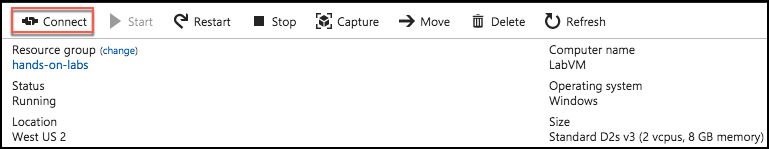 Connect Start Restart Stop Capture Move Delete Refresh
Resource group (change)
hands-on-labs
Status
Running
Location
West US 2
Computer name
LabVM
Operating system
Windows
Size
Standard D2s v3 (2 vcpus, 8 GB memory)